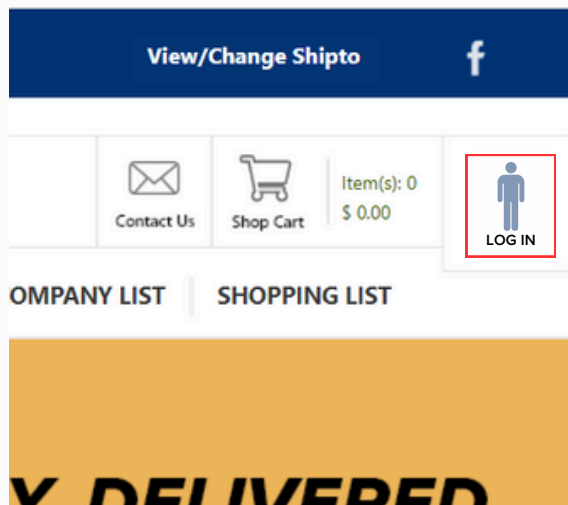 View/Change Shipto
f
Contact Us
Shop Cart
Item(s): 0
$ 0.00
LOG IN
OMPANY LIST
SHOPPING LIST
Y DELIVERED